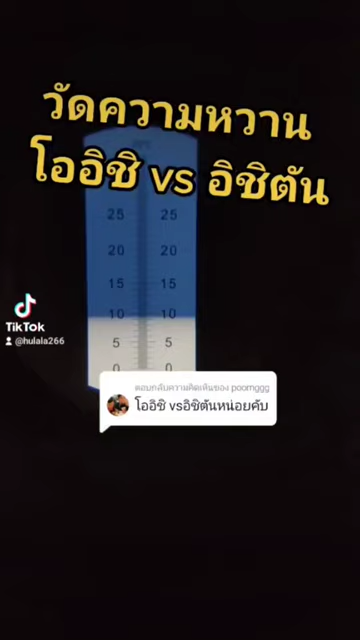 วัดความหวาน
โออิชิ vs อิชิตัน
25 25
20 20
15 15
10 10
5 5
0 0
TikTok
@hulala266
ตอบกลับความคิดเห็นของ poomggg
โออิชิ vsอิชิตันหน่อยคับ